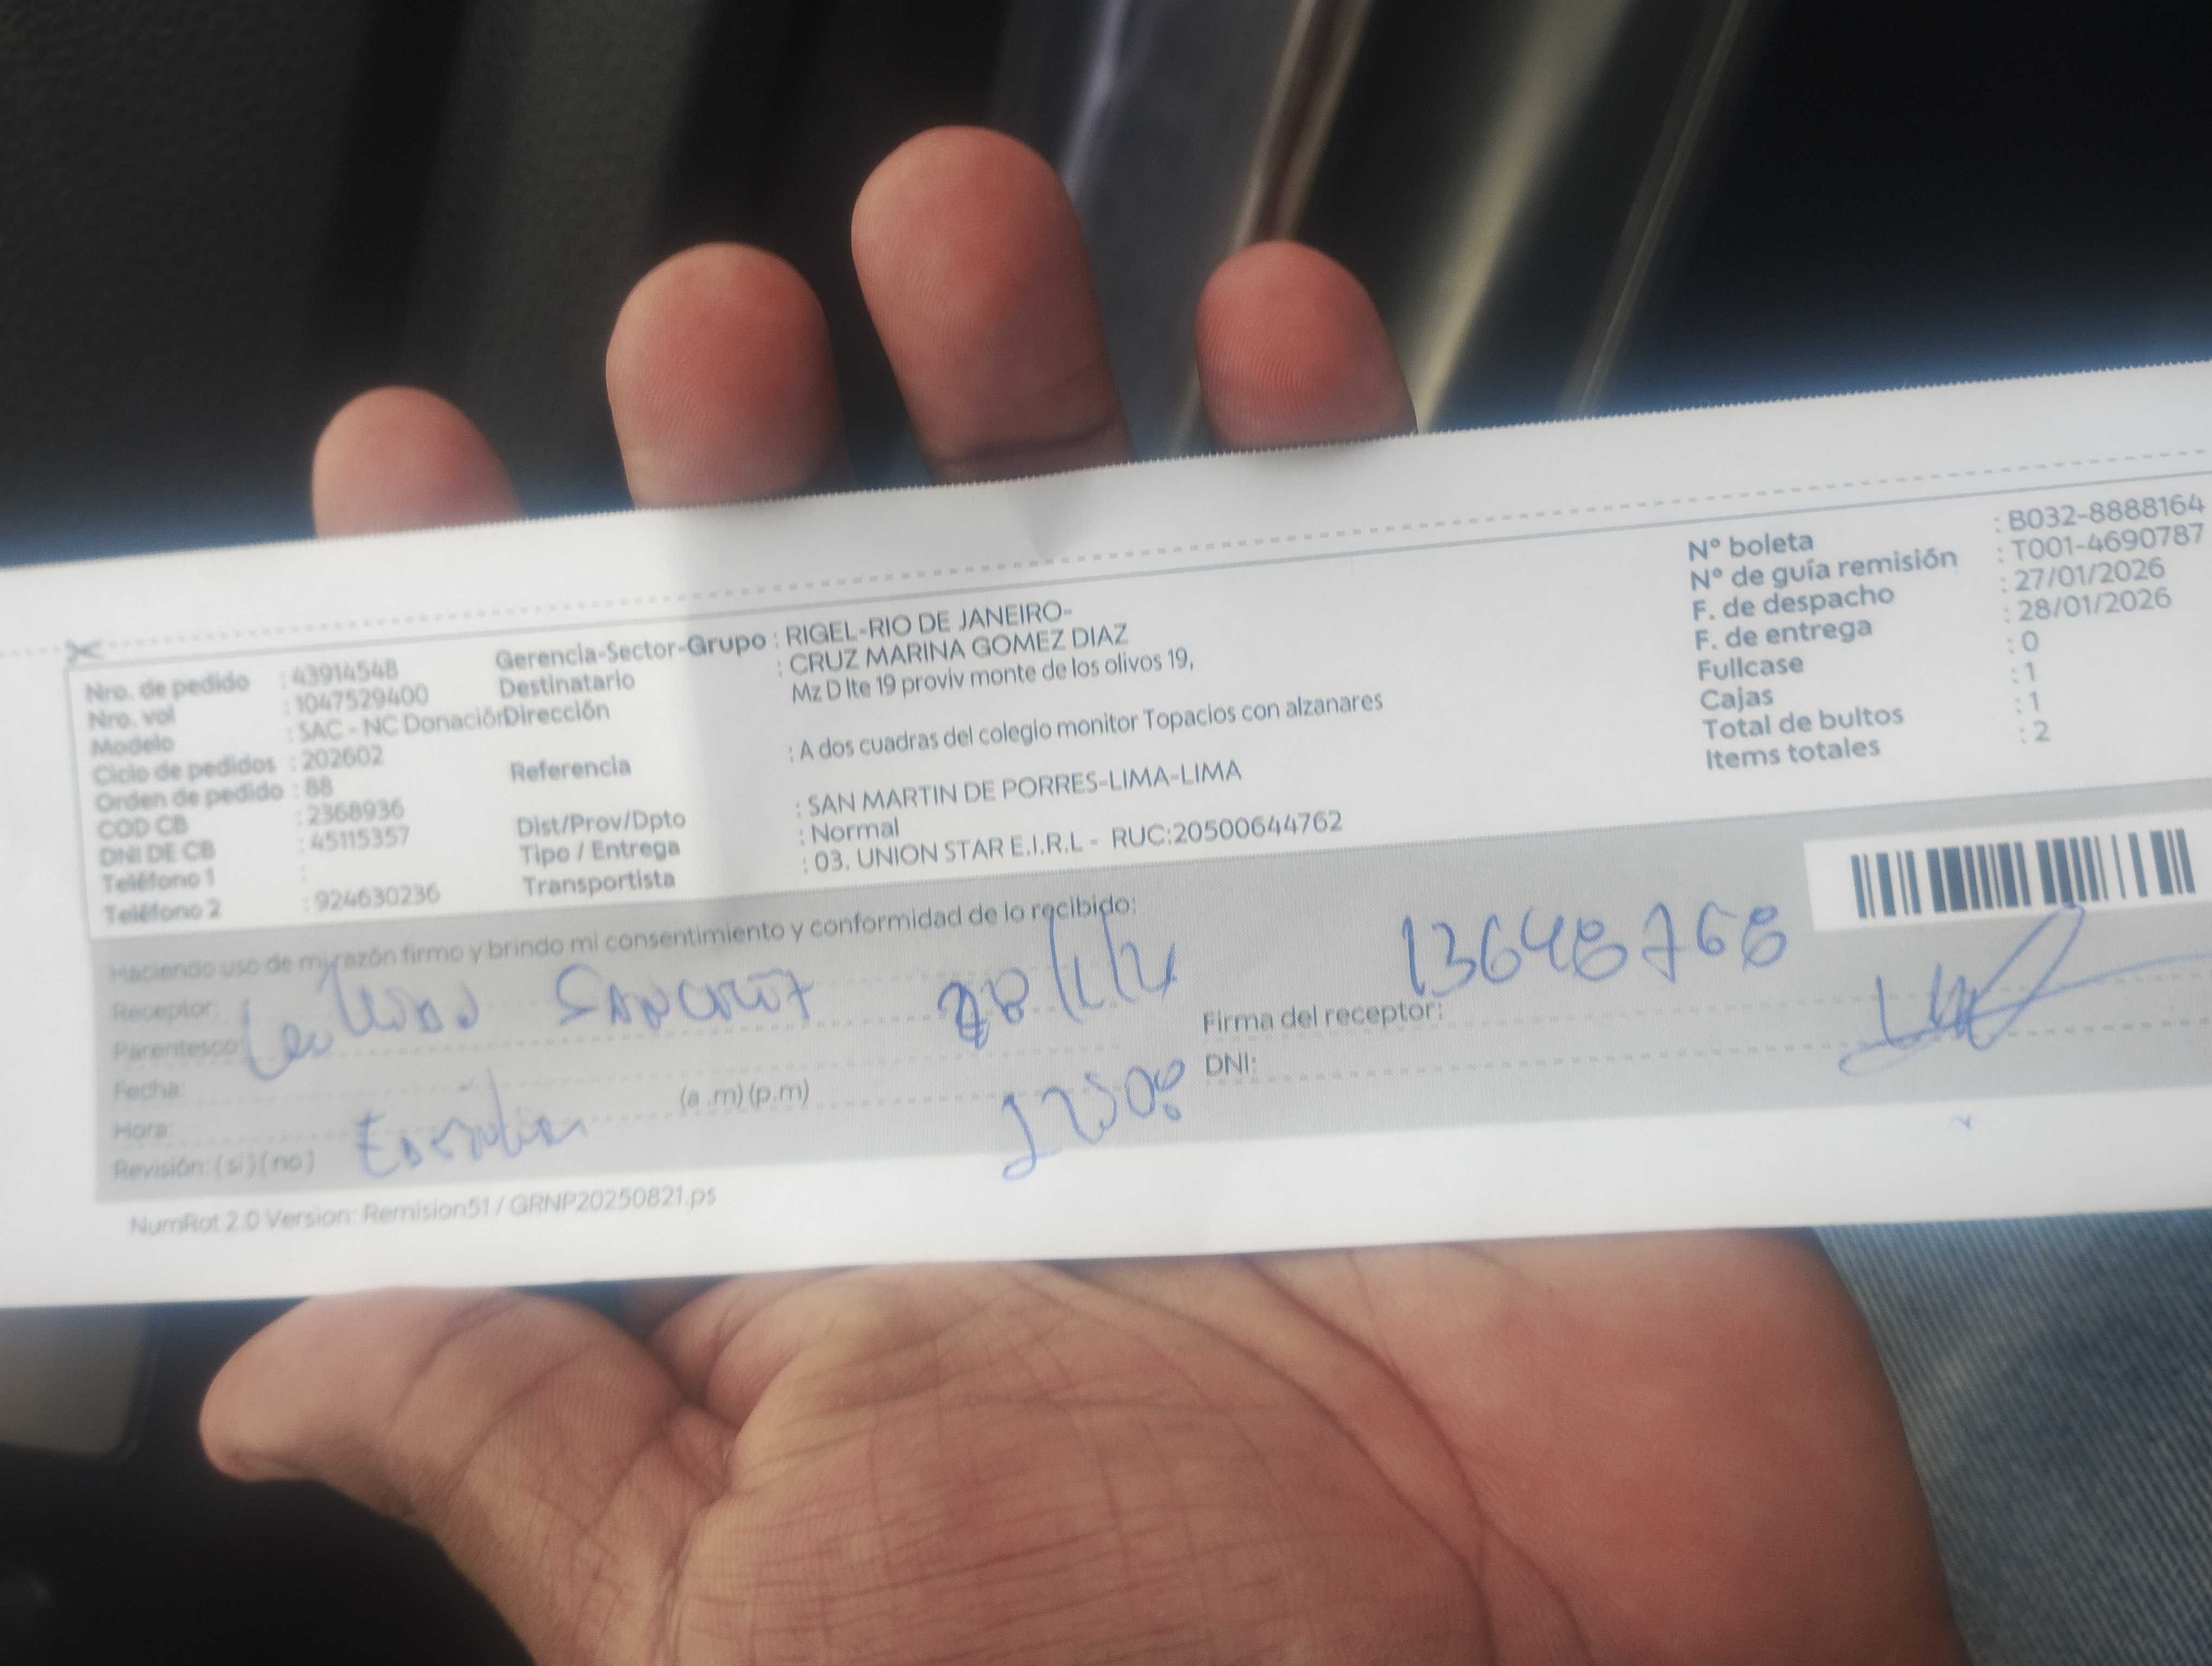 Nro. de pedido : 43914548
Nro. vol : 1047529400
Modelo : SAC - NC Donación
Ciclo de pedidos : 202602
Orden de pedido : 88
COD CB : 2368936
DNI DE CB : 45115357
Teléfono 1 :
Teléfono 2 : 924630236
Gerencia-Sector-Grupo : RIGEL-RIO DE JANEIRO-
Destinatario : CRUZ MARINA GOMEZ DIAZ
Dirección Mz D lte 19 proviv monte de los olivos 19,
Referencia : A dos cuadras del colegio monitor Topacios con alzanares
Dist/Prov/Dpto : SAN MARTIN DE PORRES-LIMA-LIMA
Tipo / Entrega : Normal
Transportista : 03. UNION STAR E.I.R.L - RUC:20500644762
N° boleta : B032-8888164
N° de guía remisión : T001-4690787
F. de despacho : 27/01/2026
F. de entrega : 28/01/2026
Fullcase : 0
Cajas : 1
Total de bultos : 1
Items totales : 2
Haciendo uso de mi razón firmo y brindo mi consentimiento y conformidad de lo recibido:
Receptor:
Parentesco:
Fecha:
Hora: (a .m) (p.m)
Revisión: ( si ) ( no )
13648768
Firma del receptor:
DNI:
NumRot 2.0 Version: Remision51 / GRNP20250821.ps